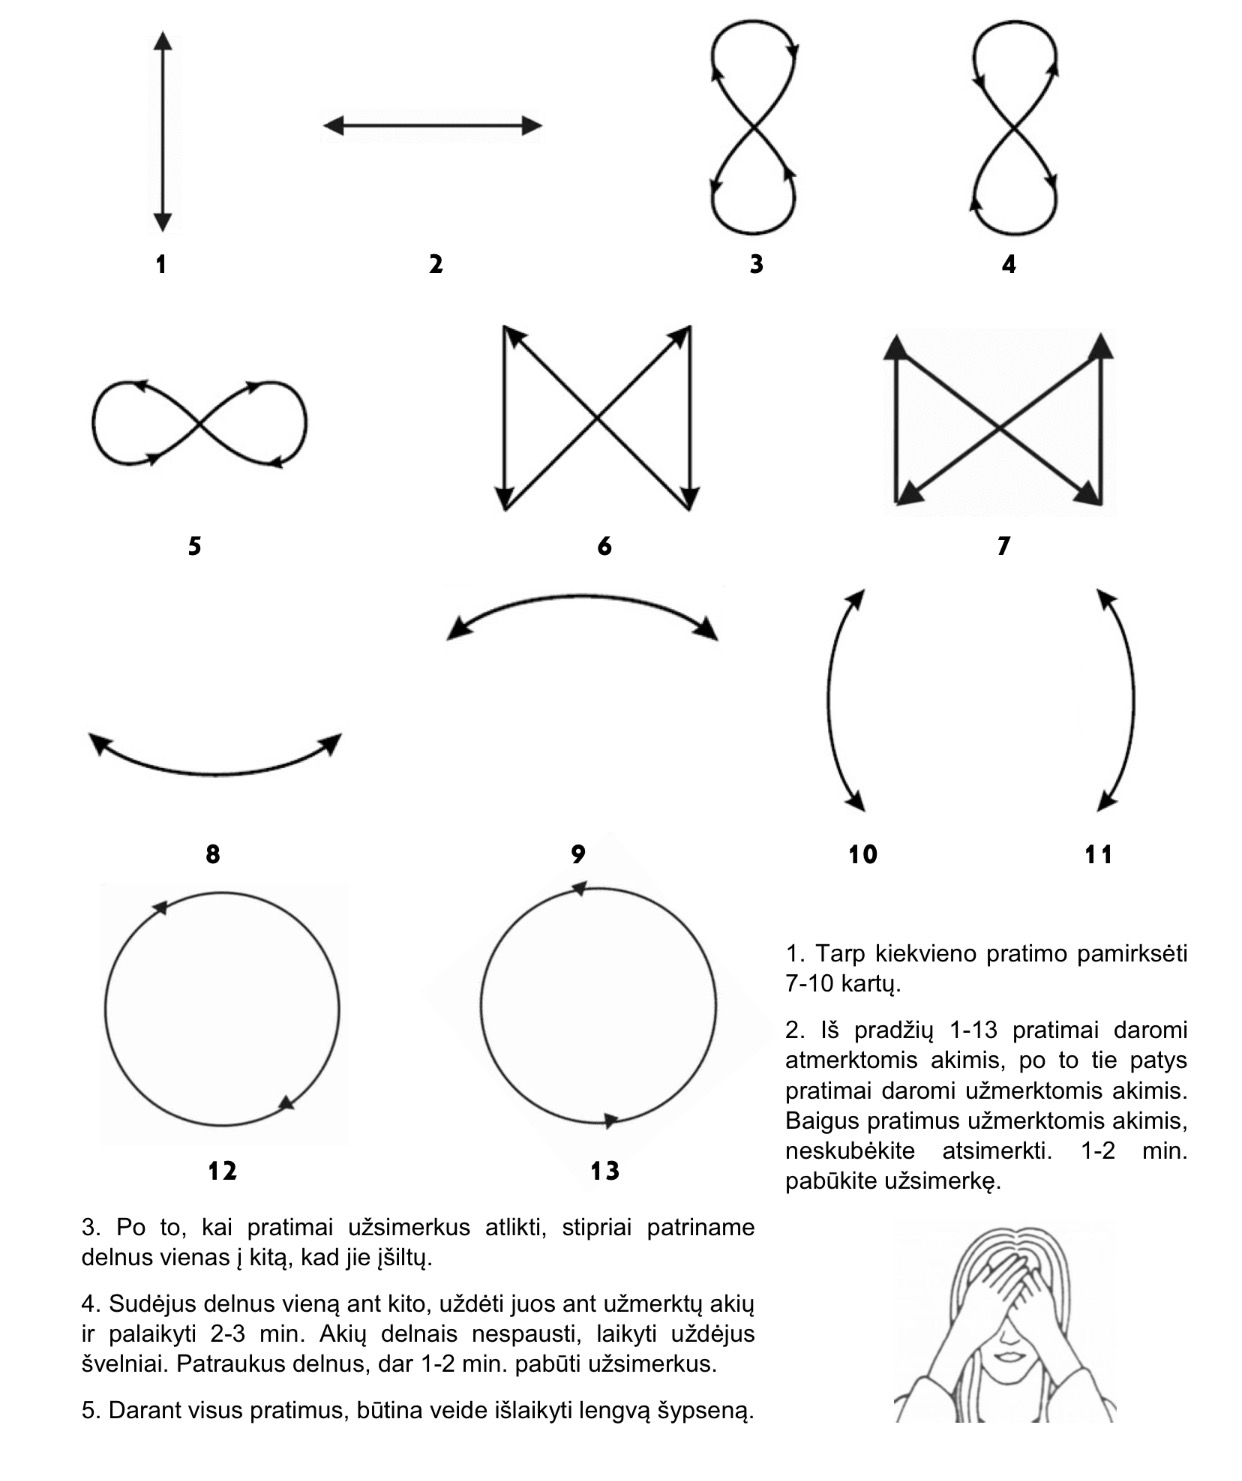 1
2
3
4
5
6
7
8
9
10
11
12
13
1. Tarp kiekvieno pratimo pamirksėti
7-10 kartų.
2. Iš pradžių 1-13 pratimai daromi
atmerktomis akimis, po to tie patys
pratimai daromi užmerktomis akimis.
Baigus pratimus užmerktomis akimis,
neskubėkite atsimerkti. 1-2 min.
pabūkite užsimerkę.
3. Po to, kai pratimai užsimerkus atlikti, stipriai patriname
delnus vienas į kitą, kad jie įšiltų.
4. Sudėjus delnus vieną ant kito, uždėti juos ant užmerktų akių
ir palaikyti 2-3 min. Akių delnais nespausti, laikyti uždėjus
švelniai. Patraukus delnus, dar 1-2 min. pabūti užsimerkus.
5. Darant visus pratimus, būtina veide išlaikyti lengvą šypseną.